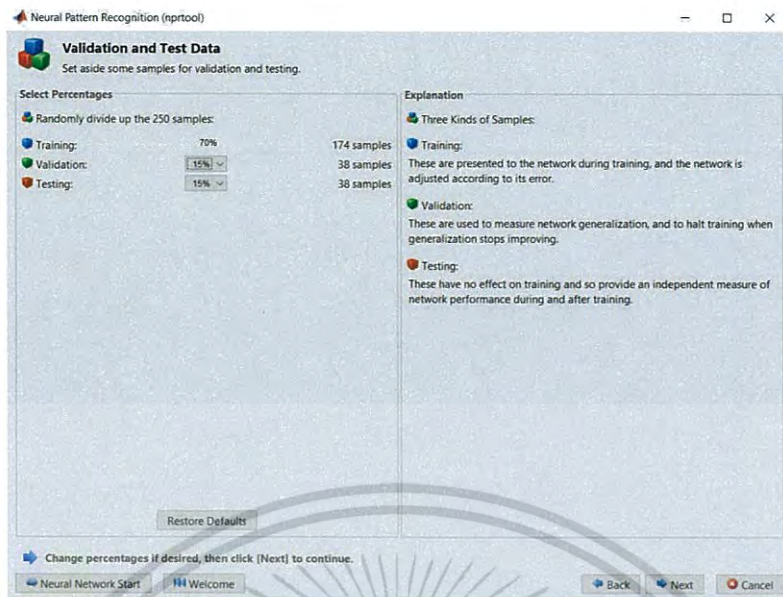 Neural Pattern Recognition (nprtool)
Validation and Test Data
Set aside some samples for validation and testing.
Select Percentages
Randomly divide up the 250 samples:
Training: 70% 174 samples
Validation: 15% 38 samples
Testing: 15% 38 samples
Restore Defaults
Explanation
Three Kinds of Samples:
Training:
These are presented to the network during training, and the network is
adjusted according to its error.
Validation:
These are used to measure network generalization, and to halt training when
generalization stops improving.
Testing:
These have no effect on training and so provide an independent measure of
network performance during and after training.
Change percentages if desired, then click [Next] to continue.
Neural Network Start Welcome Back Next Cancel